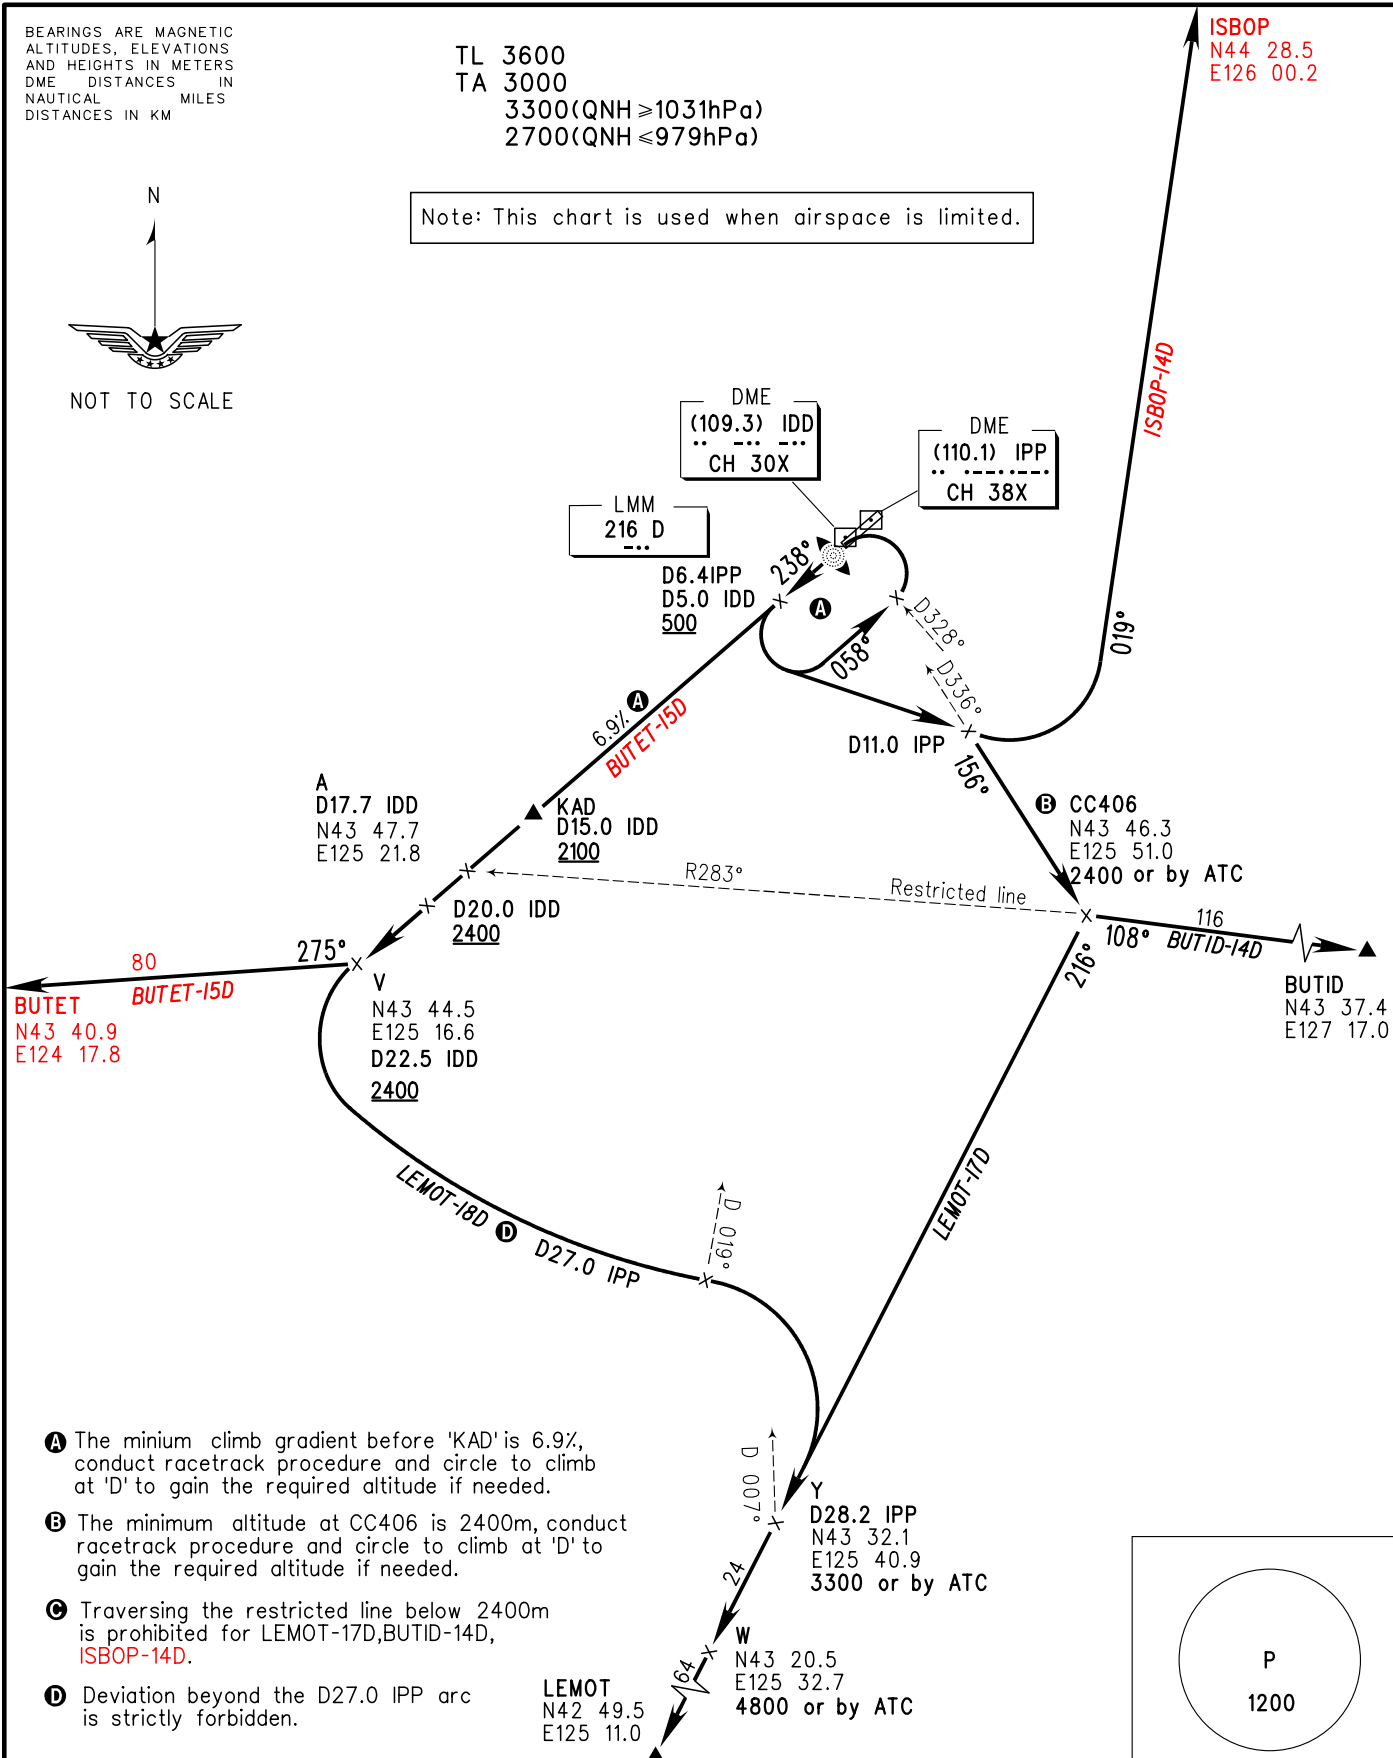 BEARINGS ARE MAGNETIC
ALTITUDES, ELEVATIONS
AND HEIGHTS IN METERS
DME DISTANCES IN
NAUTICAL MILES
DISTANCES IN KM
TL 3600
TA 3000
3300(QNH≥1031hPa)
2700(QNH≤979hPa)
ISBOP
N44 28.5
E126 00.2
N
NOT TO SCALE
Note: This chart is used when airspace is limited.
ISBOP-14D
DME
(109.3) IDD
CH 30X
DME
(110.1) IPP
CH 38X
LMM
216 D
D6.4IPP
D5.0 IDD
500
238°
A
058°
D328°
D336°
019°
D11.0 IPP
156°
6.9% A
BUTET-15D
A
D17.7 IDD
N43 47.7
E125 21.8
KAD
D15.0 IDD
2100
B CC406
N43 46.3
E125 51.0
2400 or by ATC
R283°
Restricted line
D20.0 IDD
2400
116
108°
BUTID-14D
216°
BUTID
N43 37.4
E127 17.0
275°
80
BUTET-15D
BUTET
N43 40.9
E124 17.8
V
N43 44.5
E125 16.6
D22.5 IDD
2400
LEMOT-17D
LEMOT-18D D D27.0 IPP
D 019°
D 007°
Y
D28.2 IPP
N43 32.1
E125 40.9
3300 or by ATC
24
W
N43 20.5
E125 32.7
4800 or by ATC
64
LEMOT
N42 49.5
E125 11.0
A The minium climb gradient before 'KAD' is 6.9%,
conduct racetrack procedure and circle to climb
at 'D' to gain the required altitude if needed.
B The minimum altitude at CC406 is 2400m, conduct
racetrack procedure and circle to climb at 'D' to
gain the required altitude if needed.
C Traversing the restricted line below 2400m
is prohibited for LEMOT-17D,BUTID-14D,
ISBOP-14D.
D Deviation beyond the D27.0 IPP arc
is strictly forbidden.
P
1200